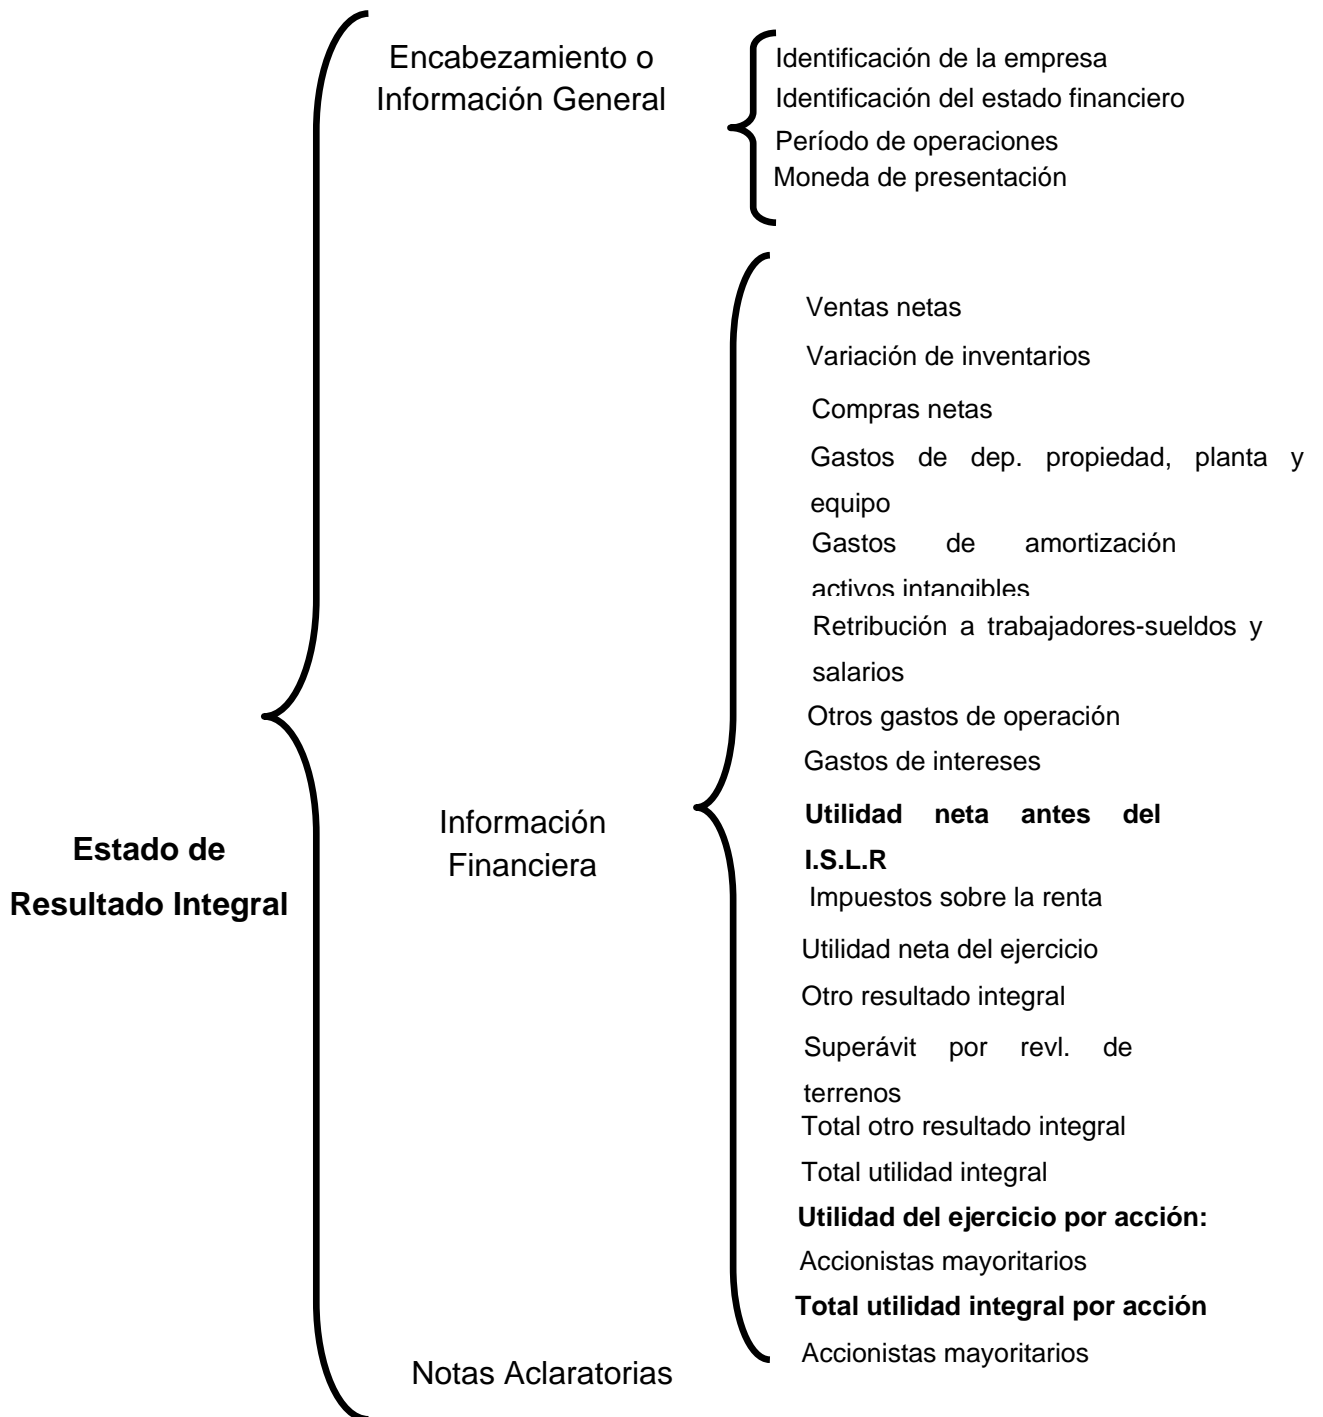 Encabezamiento o
Información General
Identificación de la empresa
Identificación del estado financiero
Período de operaciones
Moneda de presentación
Estado de
Resultado Integral
Información
Financiera
Ventas netas
Variación de inventarios
Compras netas
Gastos de dep. propiedad, planta y
equipo
Gastos de amortización
activos intangibles
Retribución a trabajadores-sueldos y
salarios
Otros gastos de operación
Gastos de intereses
Utilidad neta antes del
I.S.L.R
Impuestos sobre la renta
Utilidad neta del ejercicio
Otro resultado integral
Superávit por revl. de
terrenos
Total otro resultado integral
Total utilidad integral
Utilidad del ejercicio por acción:
Accionistas mayoritarios
Total utilidad integral por acción
Accionistas mayoritarios
Notas Aclaratorias